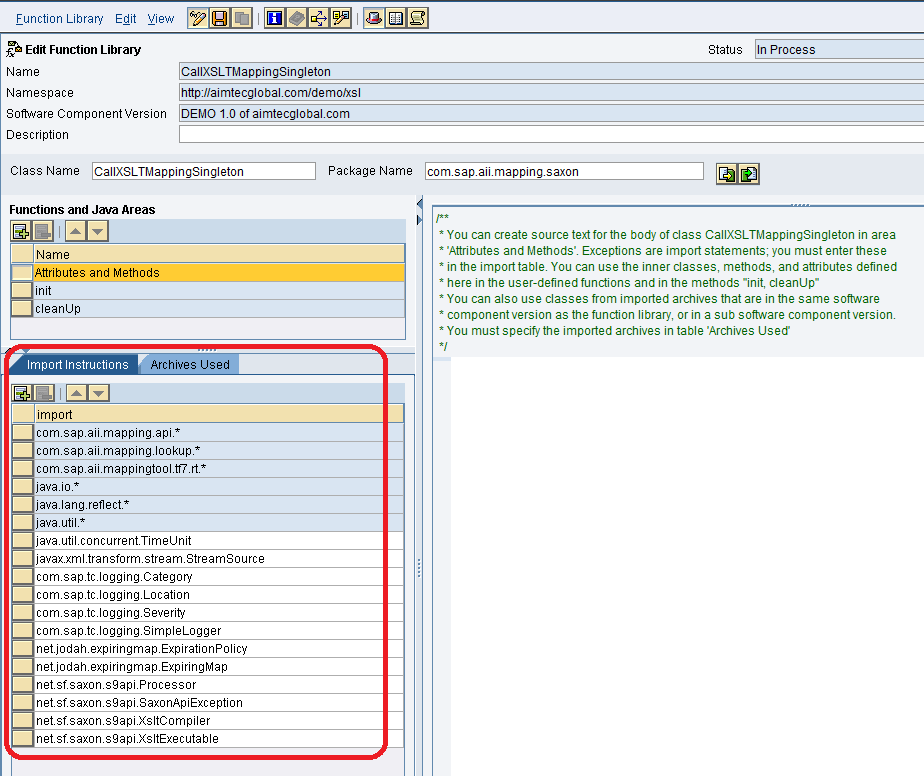 Function Library Edit View
Edit Function Library Status In Process
Name CallXSLTMappingSingleton
Namespace http://aimtecglobal.com/demo/xsl
Software Component Version DEMO 1.0 of aimtecglobal.com
Description
Class Name CallXSLTMappingSingleton Package Name com.sap.aii.mapping.saxon
Functions and Java Areas
Name
Attributes and Methods
init
cleanUp
Import Instructions Archives Used
import
com.sap.aii.mapping.api.*
com.sap.aii.mapping.lookup.*
com.sap.aii.mappingtool.tf7.rt.*
java.io.*
java.lang.reflect.*
java.util.*
java.util.concurrent.TimeUnit
javax.xml.transform.stream.StreamSource
com.sap.tc.logging.Category
com.sap.tc.logging.Location
com.sap.tc.logging.Severity
com.sap.tc.logging.SimpleLogger
net.jodah.expiringmap.ExpirationPolicy
net.jodah.expiringmap.ExpiringMap
net.sf.saxon.s9api.Processor
net.sf.saxon.s9api.SaxonApiException
net.sf.saxon.s9api.XsltCompiler
net.sf.saxon.s9api.XsltExecutable
/**
* You can create source text for the body of class CallXSLTMappingSingleton in area
* 'Attributes and Methods'. Exceptions are import statements; you must enter these
* in the import table. You can use the inner classes, methods, and attributes defined
* here in the user-defined functions and in the methods "init, cleanUp"
* You can also use classes from imported archives that are in the same software
* component version as the function library, or in a sub software component version.
* You must specify the imported archives in table 'Archives Used'
*/